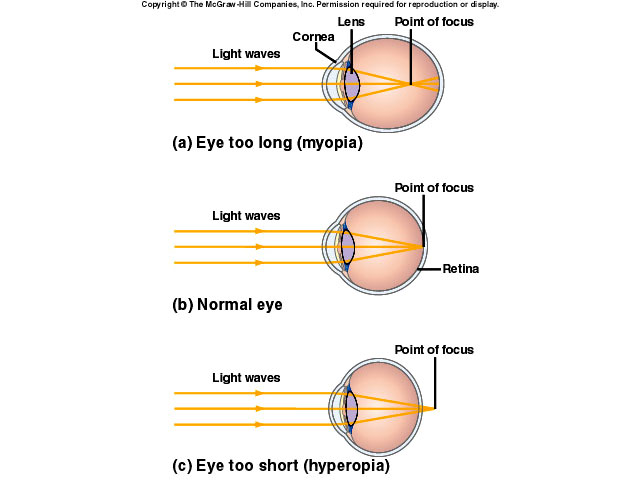 Copyright © The McGraw-Hill Companies, Inc. Permission required for reproduction or display.
Lens
Point of focus
Cornea
Light waves
(a) Eye too long (myopia)
Point of focus
Light waves
Retina
(b) Normal eye
Point of focus
Light waves
(c) Eye too short (hyperopia)